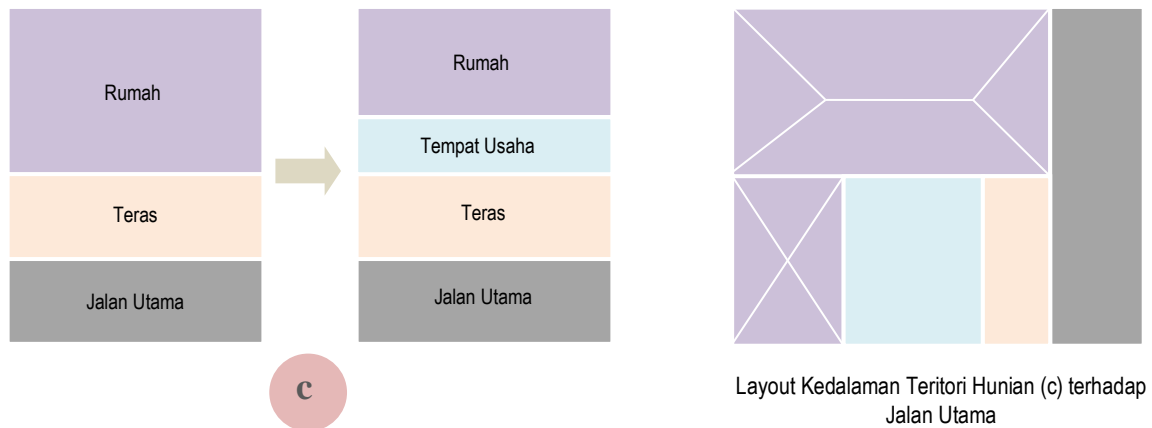 Rumah
Teras
Jalan Utama
Rumah
Tempat Usaha
Teras
Jalan Utama
c
Layout Kedalaman Teritori Hunian (c) terhadap
Jalan Utama